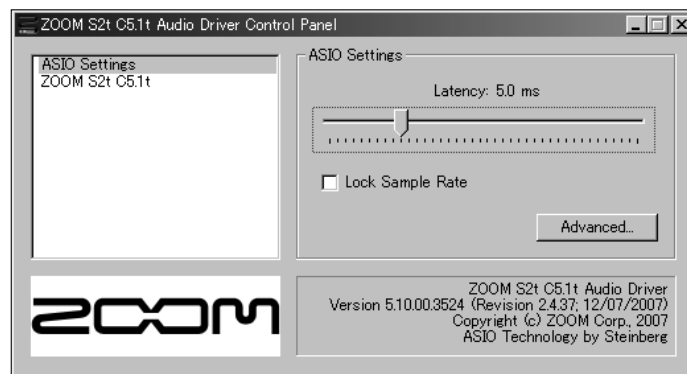 ZOOM S2t C5.1t Audio Driver Control Panel
ASIO Settings
ZOOM S2t C5.1t
ASIO Settings
Latency: 5.0 ms
Lock Sample Rate
Advanced...
ZOOM
ZOOM S2t C5.1t Audio Driver
Version 5.10.00.3524 (Revision 2.4.37; 12/07/2007)
Copyright (c) ZOOM Corp., 2007
ASIO Technology by Steinberg